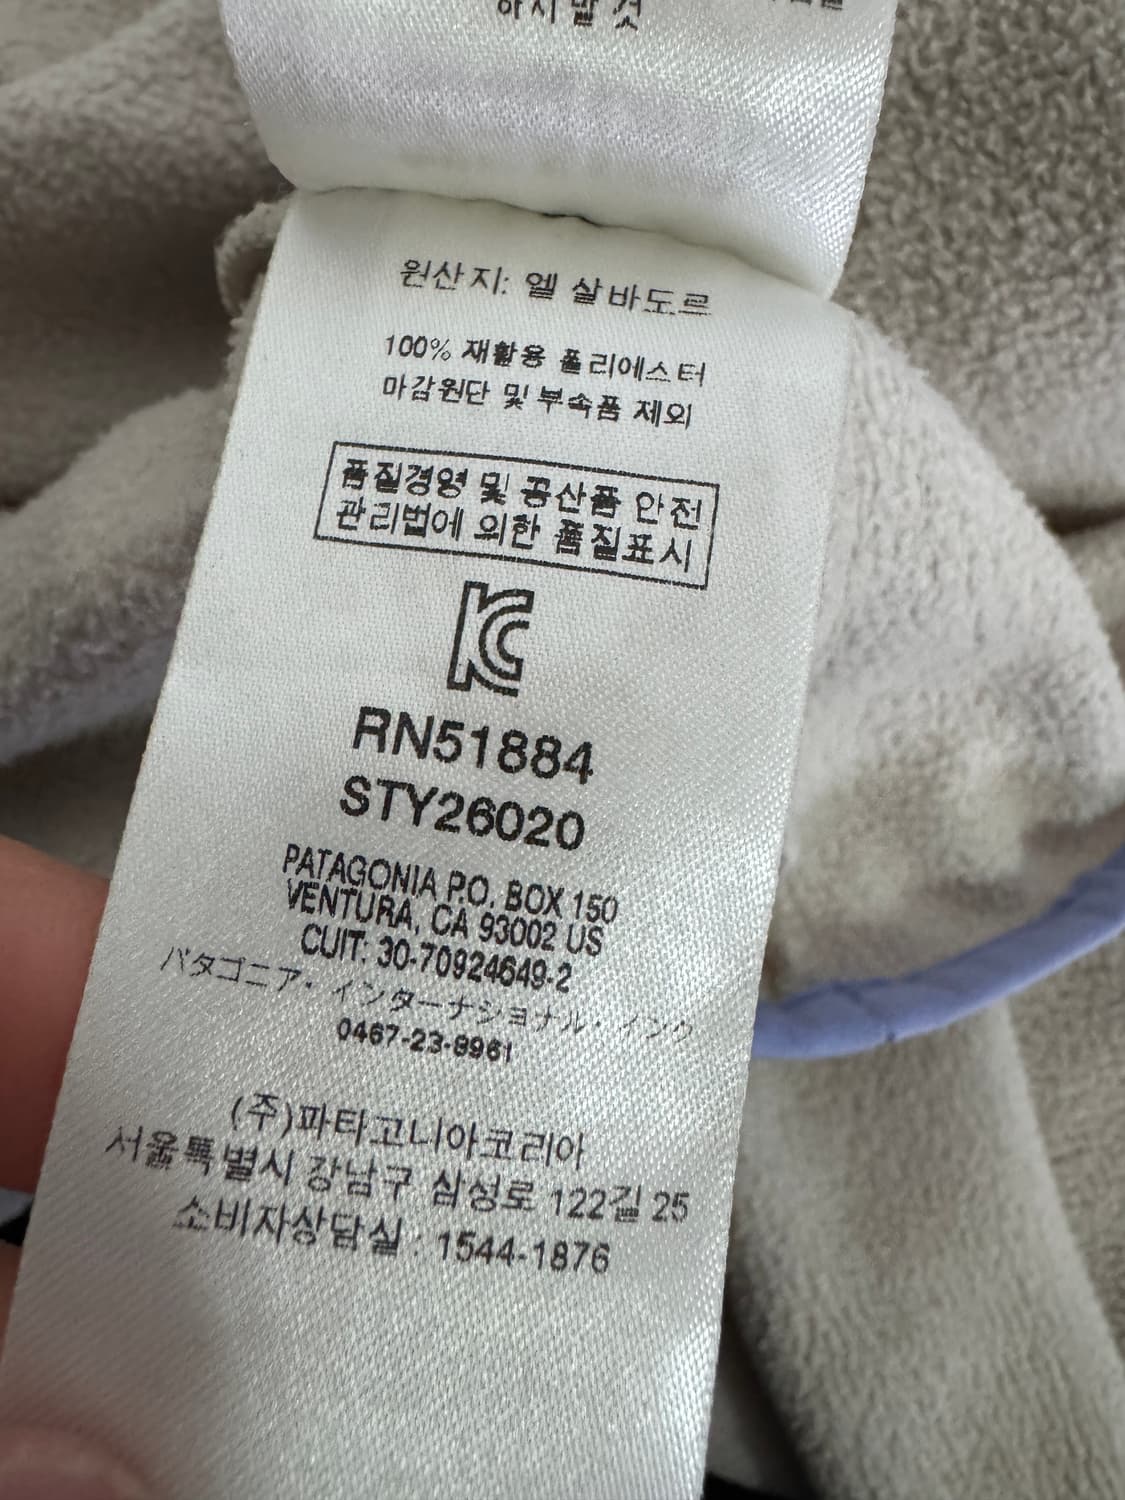 하시 말 것
원산지: 엘 살바도르
100% 재활용 폴리에스터
마감원단 및 부속품 제외
품질경영 및 공산품 안전
관리법에 의한 품질표시
KC
RN51884
STY26020
PATAGONIA P.O. BOX 150
VENTURA, CA 93002 US
CUIT: 30-70924649-2
パタゴニア・インターナショナル・インク
0467-23-8961
(주)파타고니아코리아
서울특별시 강남구 삼성로 122길 25
소비자상담실 : 1544-1876